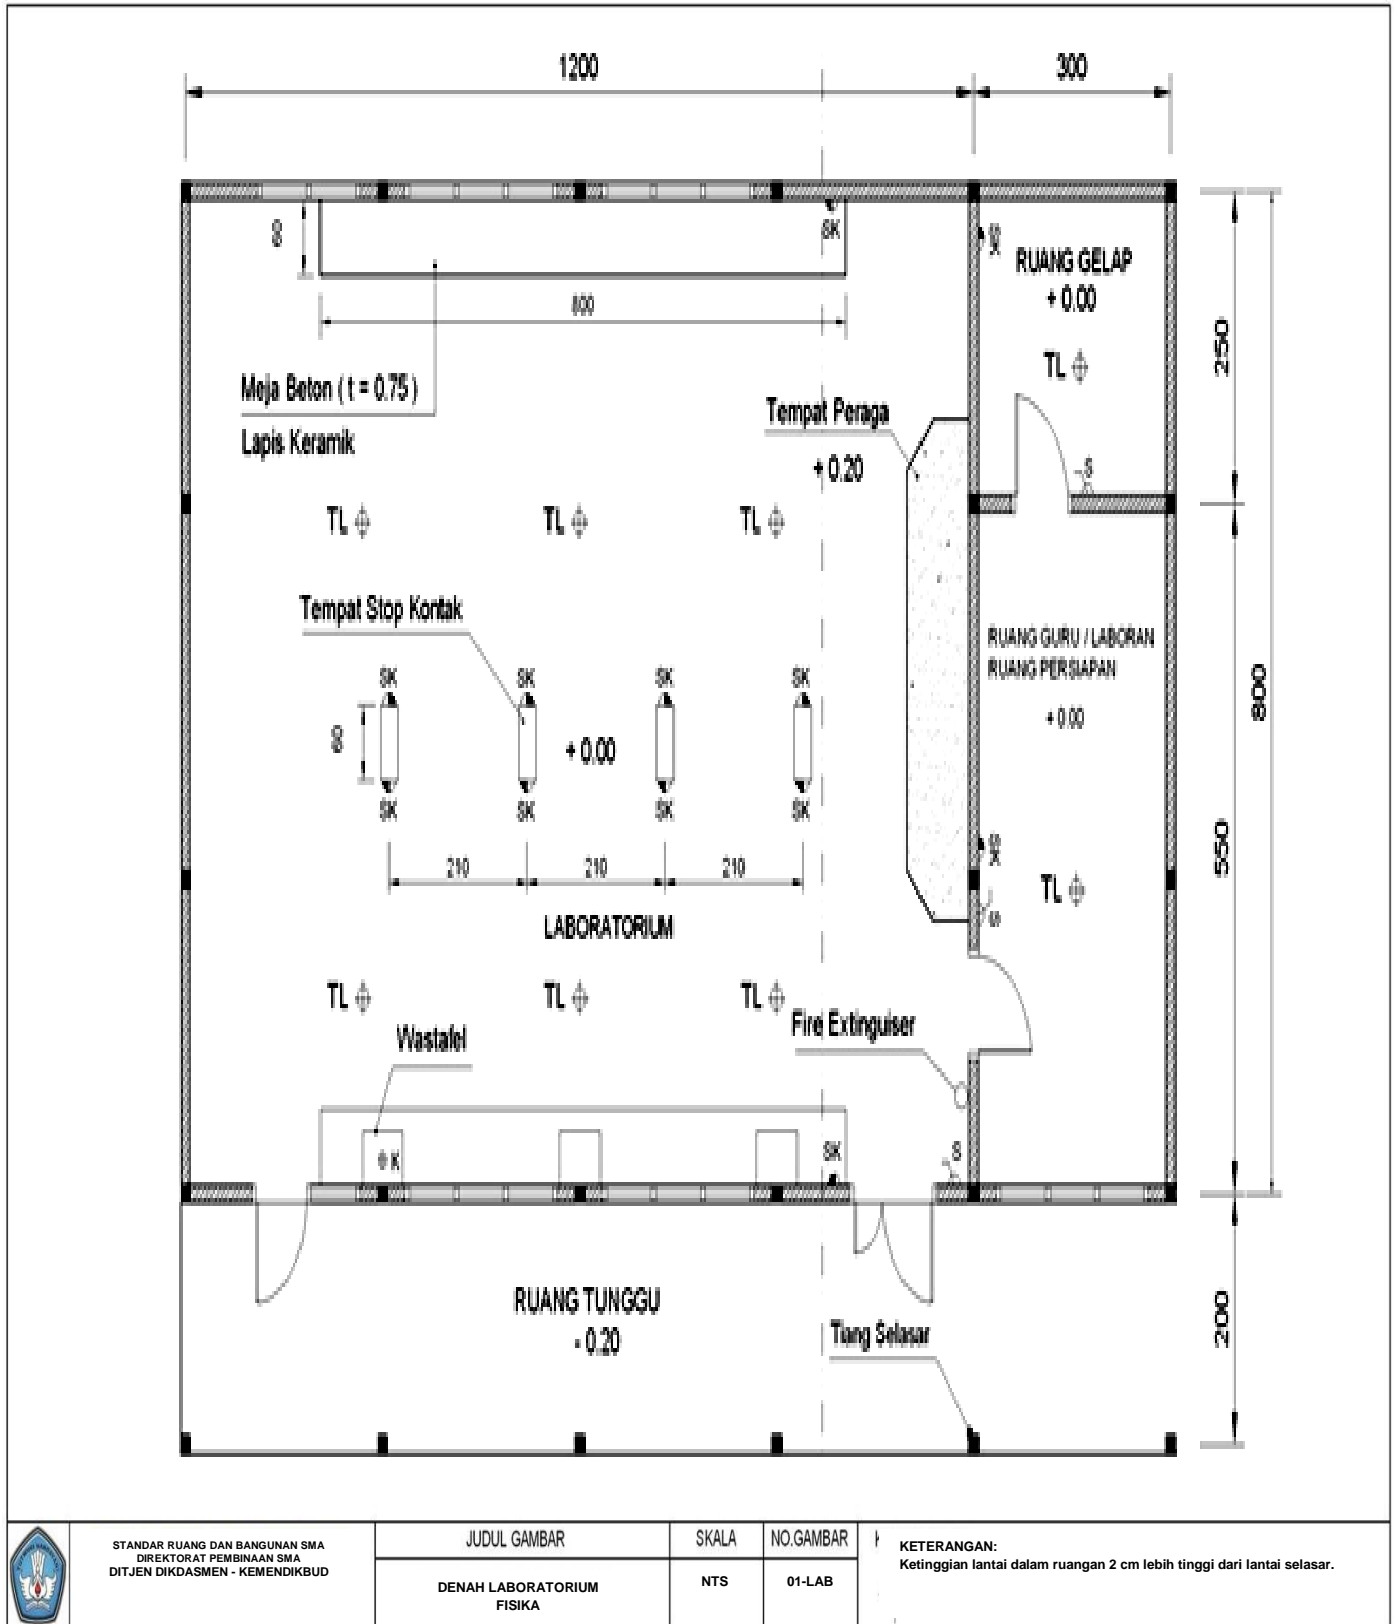 1200
300
60
SK
SK
RUANG GELAP
+ 0.00
800
250
TL
Meja Beton ( t = 0.75 )
Lapis Keramik
Tempat Peraga
+ 0.20
S
TL
TL
TL
Tempat Stop Kontak
RUANG GURU / LABORAN
RUANG PERSIAPAN
+ 0.00
SK
SK
SK
SK
800
60
+ 0.00
SK
SK
SK
SK
SK
550
210
210
210
TL
S
LABORATORIUM
TL
TL
TL
Fire Extinguiser
Wastafel
K
SK
S
RUANG TUNGGU
- 0.20
Tiang Selasar
200
STANDAR RUANG DAN BANGUNAN SMA
DIREKTORAT PEMBINAAN SMA
DITJEN DIKDASMEN - KEMENDIKBUD
JUDUL GAMBAR
DENAH LABORATORIUM
FISIKA
SKALA
NTS
NO.GAMBAR
01-LAB
KETERANGAN:
Ketinggian lantai dalam ruangan 2 cm lebih tinggi dari lantai selasar.